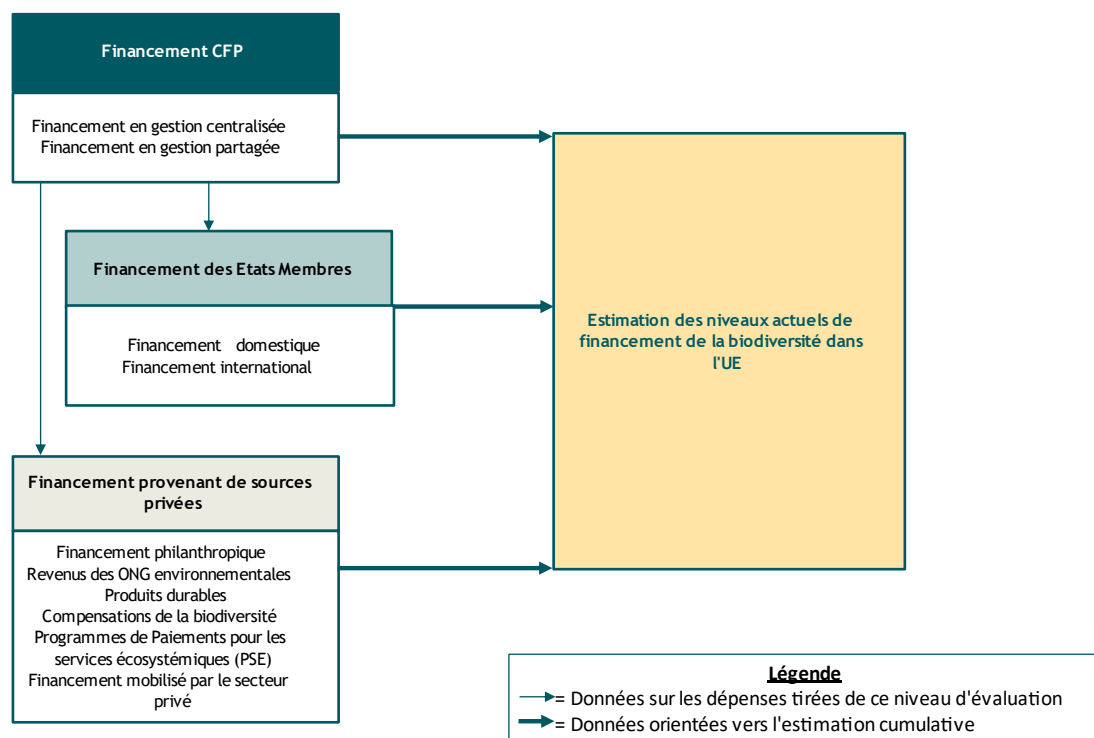 Financement CFP
Financement en gestion centralisée
Financement en gestion partagée
Financement des Etats Membres
Financement domestique
Financement international
Estimation des niveaux actuels de
financement de la biodiversité dans
l'UE
Financement provenant de sources
privées
Financement philanthropique
Revenus des ONG environnementales
Produits durables
Compensations de la biodiversité
Programmes de Paiements pour les
services écosystémiques (PSE)
Financement mobilisé par le secteur
privé
Légende
= Données sur les dépenses tirées de ce niveau d'évaluation
= Données orientées vers l'estimation cumulative